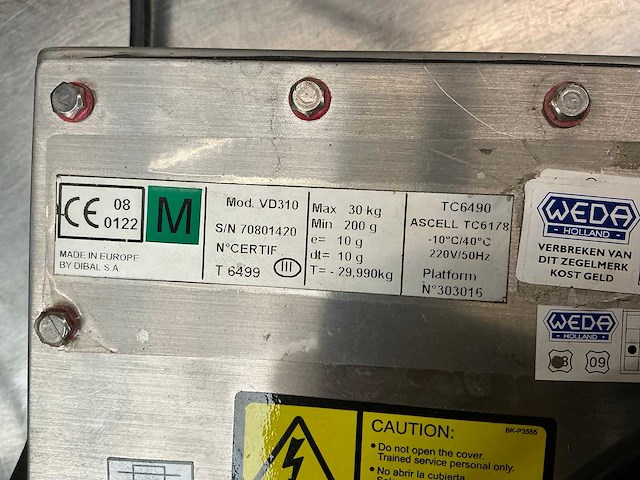 CE 08
0122
M
MADE IN EUROPE
BY DIBAL S.A.
Mod. VD310
S/N 70801420
N°CERTIF
T 6499 III
Max 30 kg
Min 200 g
e= 10 g
dt= 10 g
T= - 29,990kg
TC6490
ASCELL TC6178
-10°C/40°C
220V/50Hz
Platform
N°303016
WEDA
HOLLAND
VERBREKEN VAN
DIT ZEGELMERK
KOST GELD
WEDA
HOLLAND
09
CAUTION:
BK-P3555
• Do not open the cover.
Trained service personal only.
• No abrir la cubierta.